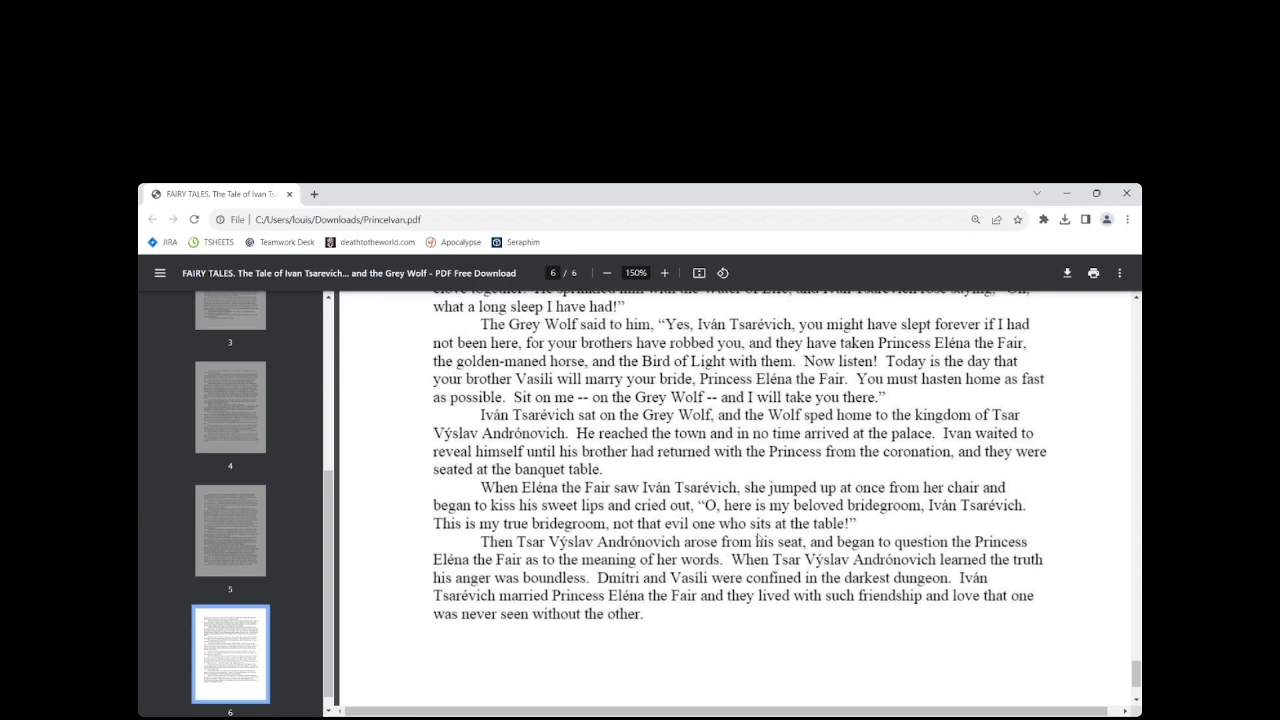 FAIRY TALES. The Tale of Ivan Ts
File
C:/Users/louis/Downloads/PrinceIvan.pdf
JIRA
TSHEETS
Teamwork Desk
deathtotheworld.com
Apocalypse
Seraphim
FAIRY TALES. The Tale of Ivan Tsarevich... and the Grey Wolf - PDF Free Download
6 / 6
150%
3
4
5
6
what a long sleep I have had!”
The Grey Wolf said to him, “Yes, Iván Tsarévich, you might have slept forever if I had
not been here, for your brothers have robbed you, and they have taken Princess Eléna the Fair,
the golden-maned horse, and the Bird of Light with them. Now listen! Today is the day that
your brother Vasíli will marry your bride, Princess Eléna the Fair. You must hasten home as fast
as possible. Sit on me -- on the Grey Wolf -- and I will take you there.”
Iván Tsarévich sat on the Grey Wolf, and the Wolf sped home to the kingdom of Tsar
Výslav Andrónovich. He reached the town and in no time arrived at the palace. Ivan waited to
reveal himself until his brother had returned with the Princess from the coronation, and they were
seated at the banquet table.
When Eléna the Fair saw Iván Tsarévich, she jumped up at once from her chair and
began to kiss his sweet lips and cried out, “O, here is my beloved bridegroom, Iván Tsarévich.
This is my true bridegroom, not the evil one who sits at the table!”
Then Tsar Výslav Andrónovich arose from his seat, and began to question the Princess
Eléna the Fair as to the meaning of her words. When Tsar Výslav Andrónovich learned the truth
his anger was boundless. Dmítri and Vasíli were confined in the darkest dungeon. Iván
Tsarévich married Princess Eléna the Fair and they lived with such friendship and love that one
was never seen without the other.